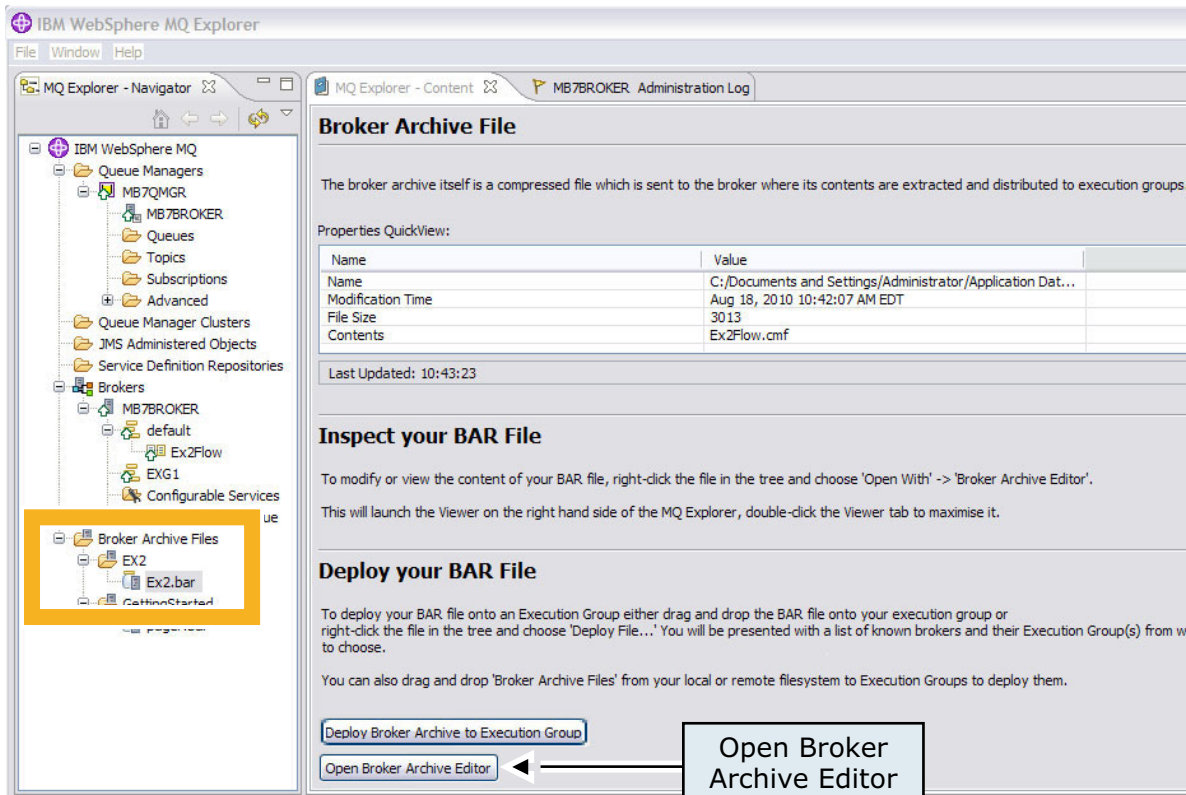 IBM WebSphere MQ Explorer
File Window Help
MQ Explorer - Navigator
IBM WebSphere MQ
Queue Managers
MB7QMGR
MB7BROKER
Queues
Topics
Subscriptions
Advanced
Queue Manager Clusters
JMS Administered Objects
Service Definition Repositories
Brokers
MB7BROKER
default
Ex2Flow
EXG1
Configurable Services
ue
Broker Archive Files
EX2
Ex2.bar
GettingStarted
MQ Explorer - Content
MB7BROKER Administration Log
Broker Archive File
The broker archive itself is a compressed file which is sent to the broker where its contents are extracted and distributed to execution groups
Properties QuickView:
Name Value
Name C:/Documents and Settings/Administrator/Application Dat...
Modification Time Aug 18, 2010 10:42:07 AM EDT
File Size 3013
Contents Ex2Flow.cmf
Last Updated: 10:43:23
Inspect your BAR File
To modify or view the content of your BAR file, right-click the file in the tree and choose 'Open With' -> 'Broker Archive Editor'.
This will launch the Viewer on the right hand side of the MQ Explorer, double-click the Viewer tab to maximise it.
Deploy your BAR File
To deploy your BAR file onto an Execution Group either drag and drop the BAR file onto your execution group or
right-click the file in the tree and choose 'Deploy File...' You will be presented with a list of known brokers and their Execution Group(s) from w
to choose.
You can also drag and drop 'Broker Archive Files' from your local or remote filesystem to Execution Groups to deploy them.
Deploy Broker Archive to Execution Group
Open Broker Archive Editor
Open Broker
Archive Editor